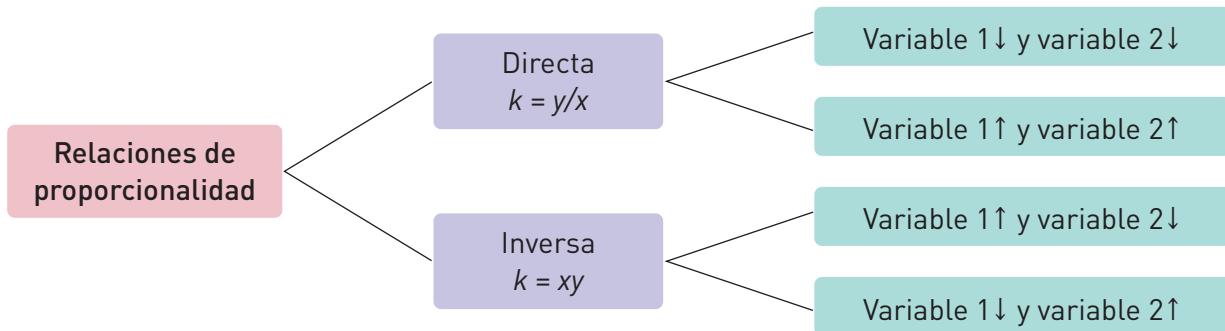 Relaciones de
proporcionalidad
Directa
k = y/x
Variable 1↓ y variable 2↓
Variable 1↑ y variable 2↑
Inversa
k = xy
Variable 1↑ y variable 2↓
Variable 1↓ y variable 2↑